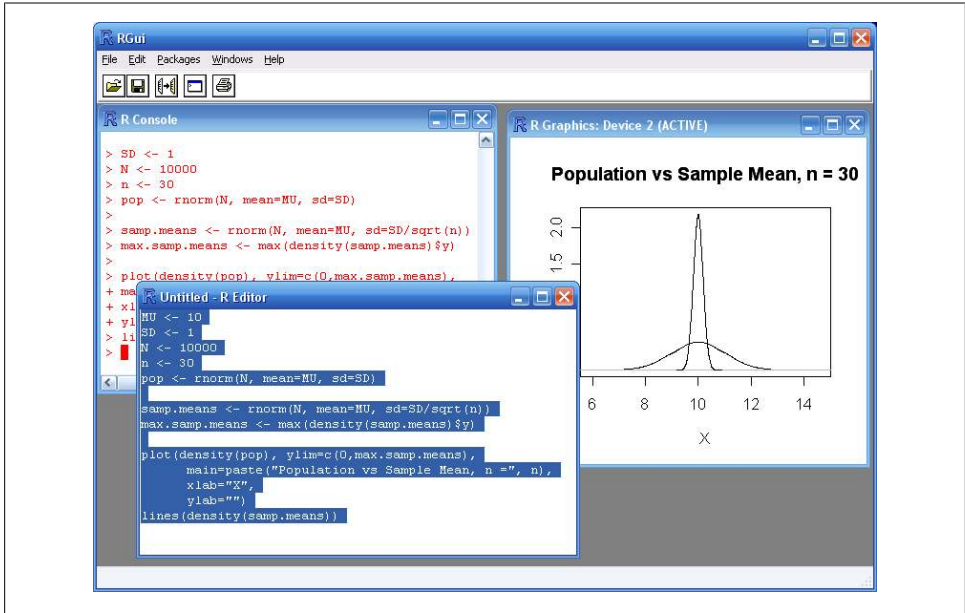 RGui
File Edit Packages Windows Help
R Console
> SD <- 1
> N <- 10000
> n <- 30
> pop <- rnorm(N, mean=MU, sd=SD)
>
> samp.means <- rnorm(N, mean=MU, sd=SD/sqrt(n))
> max.samp.means <- max(density(samp.means)$y)
>
> plot(density(pop), ylim=c(0,max.samp.means),
+ ma
+ xl
+ yl
> li
>
Untitled - R Editor
MU <- 10
SD <- 1
N <- 10000
n <- 30
pop <- rnorm(N, mean=MU, sd=SD)
samp.means <- rnorm(N, mean=MU, sd=SD/sqrt(n))
max.samp.means <- max(density(samp.means)$y)
plot(density(pop), ylim=c(0,max.samp.means),
main=paste("Population vs Sample Mean, n =", n),
xlab="X",
ylab="")
lines(density(samp.means))
R Graphics: Device 2 (ACTIVE)
Population vs Sample Mean, n = 30
2.0
1.5
6 8 10 12 14
X